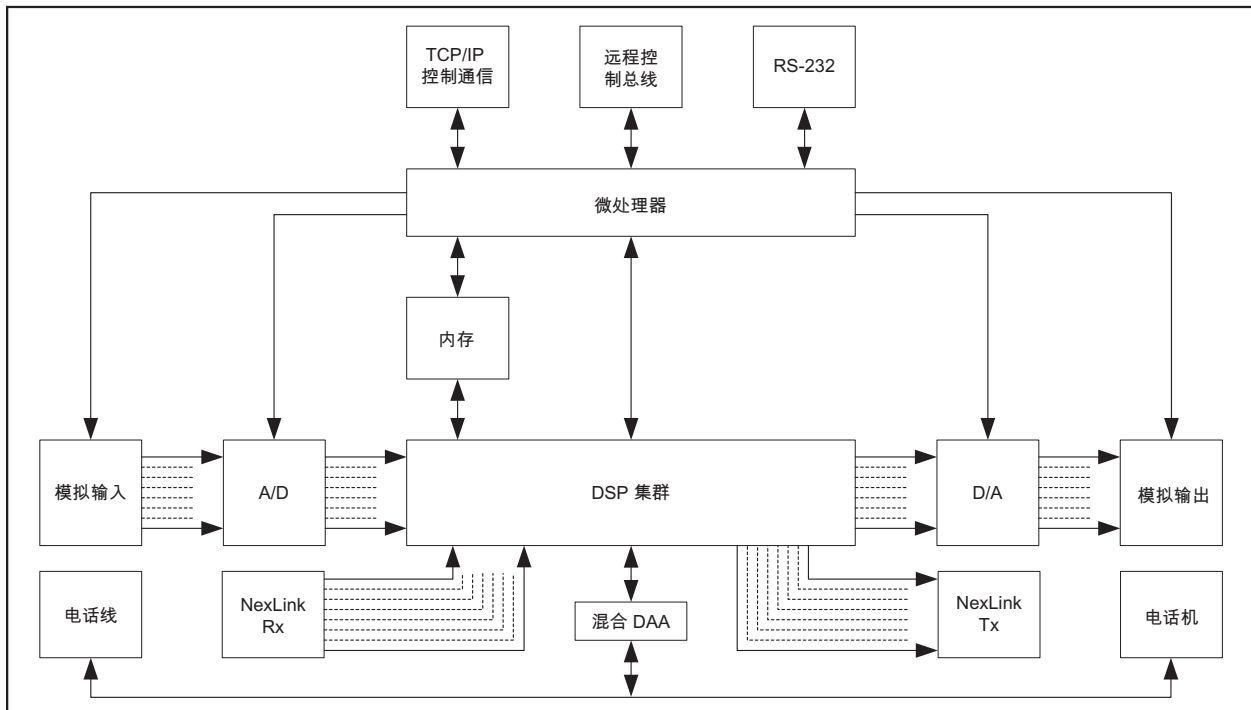 TCP/IP
控制通信
远程控
制总线
RS-232
微处理器
内存
模拟输入
A/D
DSP 集群
D/A
模拟输出
电话线
NexLink
Rx
混合 DAA
NexLink
Tx
电话机